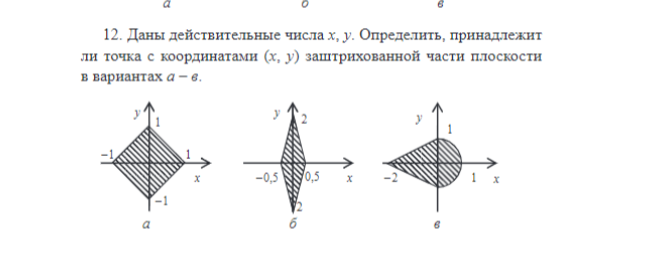 а б в
12. Даны действительные числа x, y. Определить, принадлежит
ли точка с координатами (x, y) заштрихованной части плоскости
в вариантах а – в.
y 1 −1 1 x −1
y 2 −0,5 0,5 x 2
y 1 −2 1 x
а б в